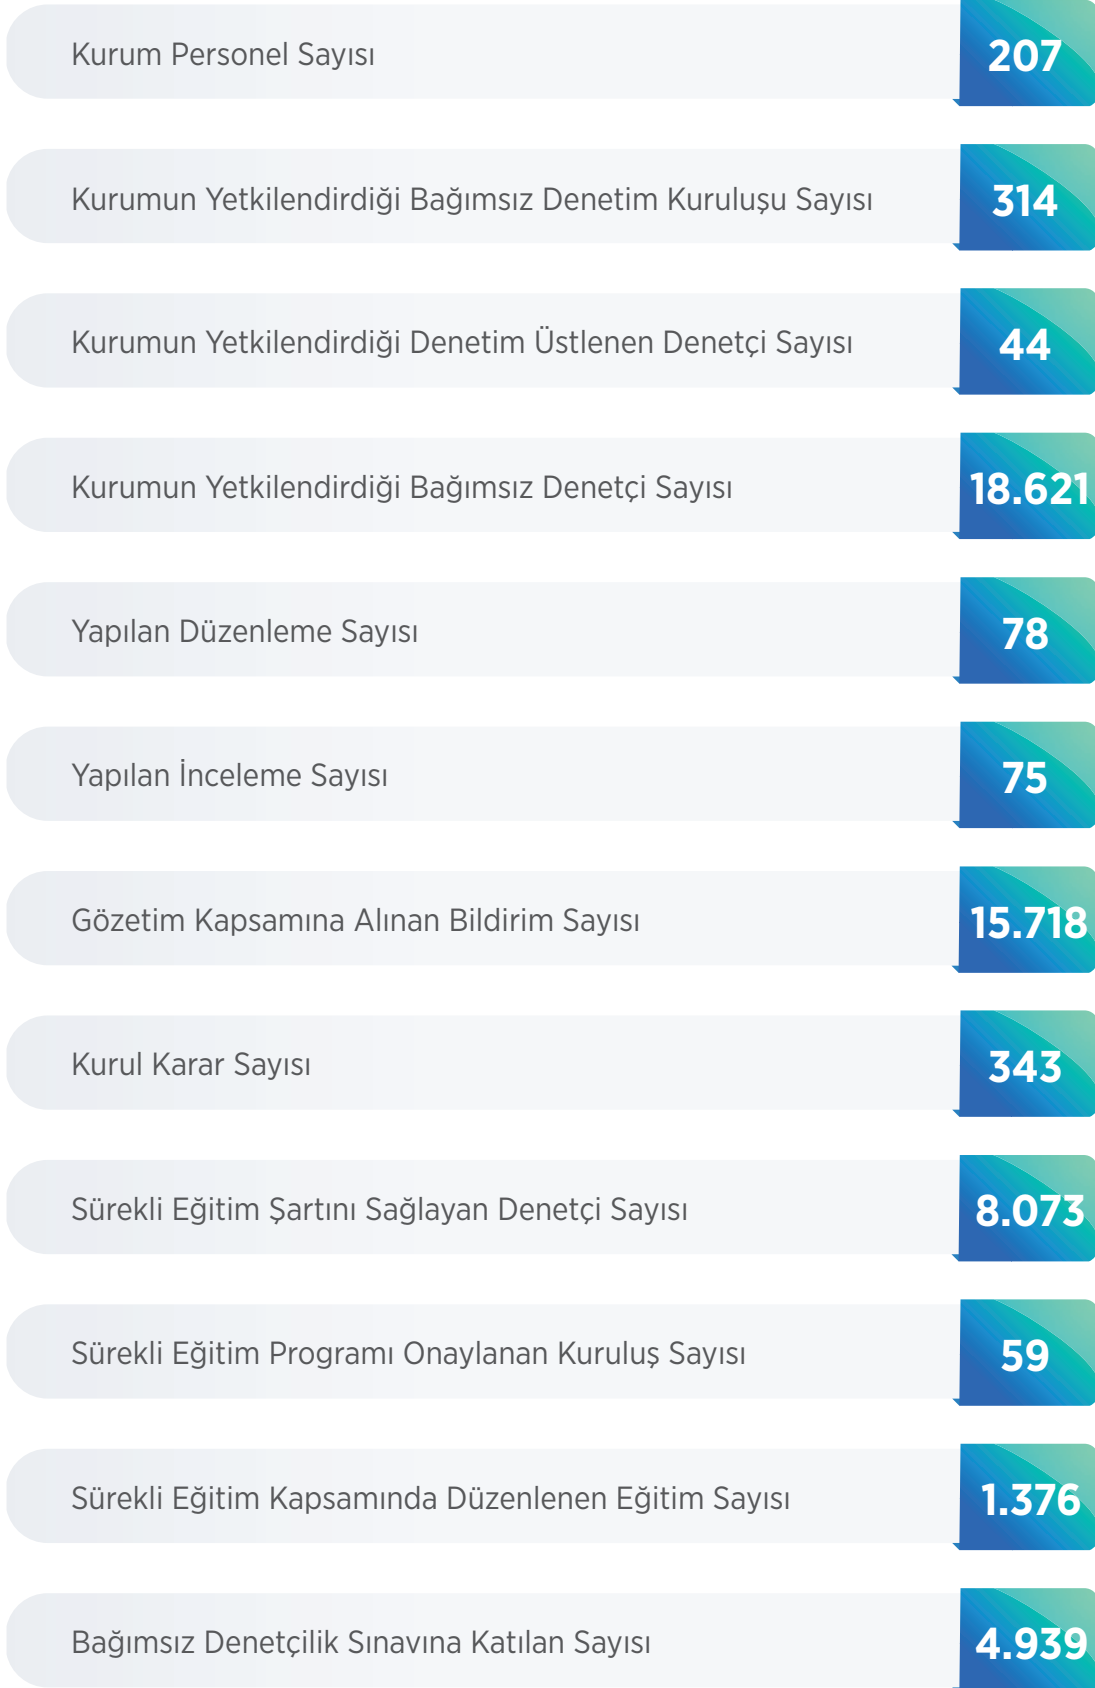 Kurum Personel Sayısı 207
Kurumun Yetkilendirdiği Bağımsız Denetim Kuruluşu Sayısı 314
Kurumun Yetkilendirdiği Denetim Üstlenen Denetçi Sayısı 44
Kurumun Yetkilendirdiği Bağımsız Denetçi Sayısı 18.621
Yapılan Düzenleme Sayısı 78
Yapılan İnceleme Sayısı 75
Gözetim Kapsamına Alınan Bildirim Sayısı 15.718
Kurul Karar Sayısı 343
Sürekli Eğitim Şartını Sağlayan Denetçi Sayısı 8.073
Sürekli Eğitim Programı Onaylanan Kuruluş Sayısı 59
Sürekli Eğitim Kapsamında Düzenlenen Eğitim Sayısı 1.376
Bağımsız Denetçilik Sınavına Katılan Sayısı 4.939